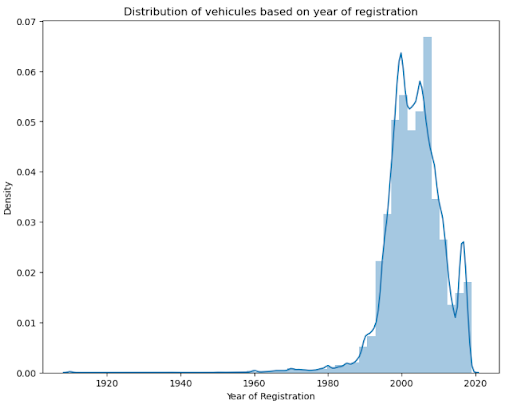 Distribution of vehicules based on year of registration
0.07
0.06
0.05
0.04
0.03
0.02
0.01
0.00
Density
1920 1940 1960 1980 2000 2020
Year of Registration